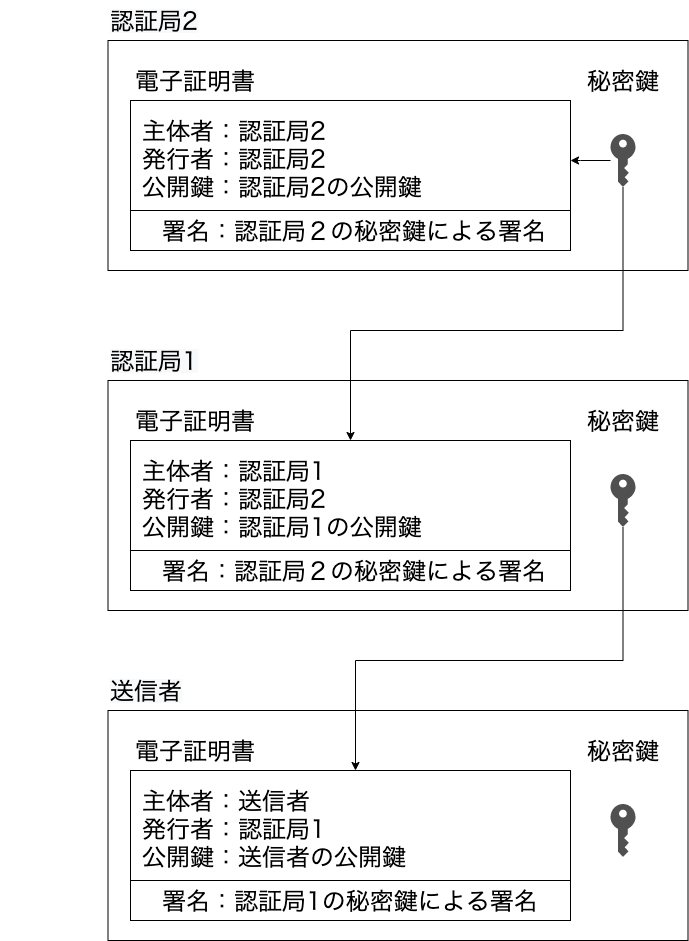 認証局2
電子証明書
秘密鍵
主体者：認証局2
発行者：認証局2
公開鍵：認証局2の公開鍵
署名：認証局２の秘密鍵による署名
認証局1
電子証明書
秘密鍵
主体者：認証局1
発行者：認証局2
公開鍵：認証局1の公開鍵
署名：認証局２の秘密鍵による署名
送信者
電子証明書
秘密鍵
主体者：送信者
発行者：認証局1
公開鍵：送信者の公開鍵
署名：認証局1の秘密鍵による署名